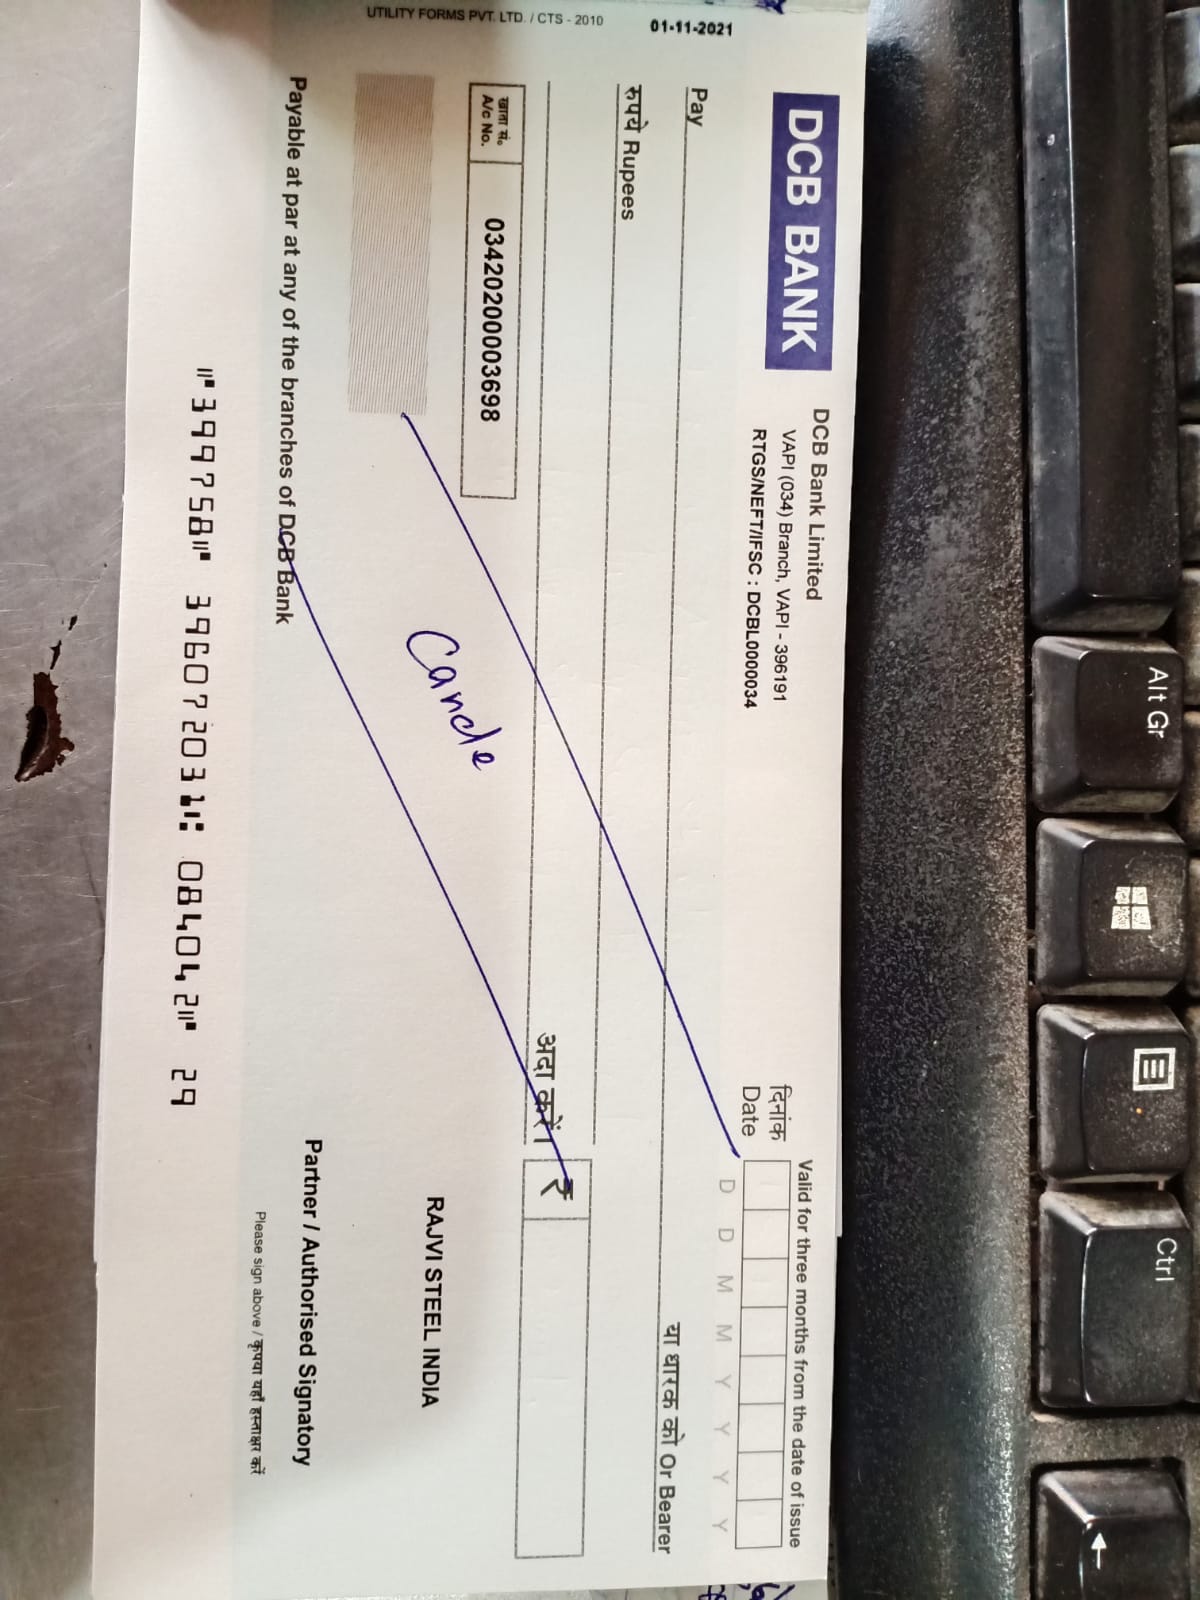 UTILITY FORMS PVT. LTD. / CTS - 2010
01-11-2021
DCB BANK
DCB Bank Limited
VAPI (034) Branch, VAPI - 396191
RTGS/NEFT/IFSC : DCBL0000034
Valid for three months from the date of issue
दिनांक
Date
D D M M Y Y Y Y
Pay
या धारक को Or Bearer
रुपये Rupees
अदा करें।
₹
खाता सं.
A/c No.
03420200003698
Cancle
RAJVI STEEL INDIA
Payable at par at any of the branches of DCB Bank
Partner / Authorised Signatory
Please sign above / कृपया यहाँ हस्ताक्षर करें
⑈399758⑈ 396072031⑆ 084042⑈ 29
Alt Gr
Ctrl